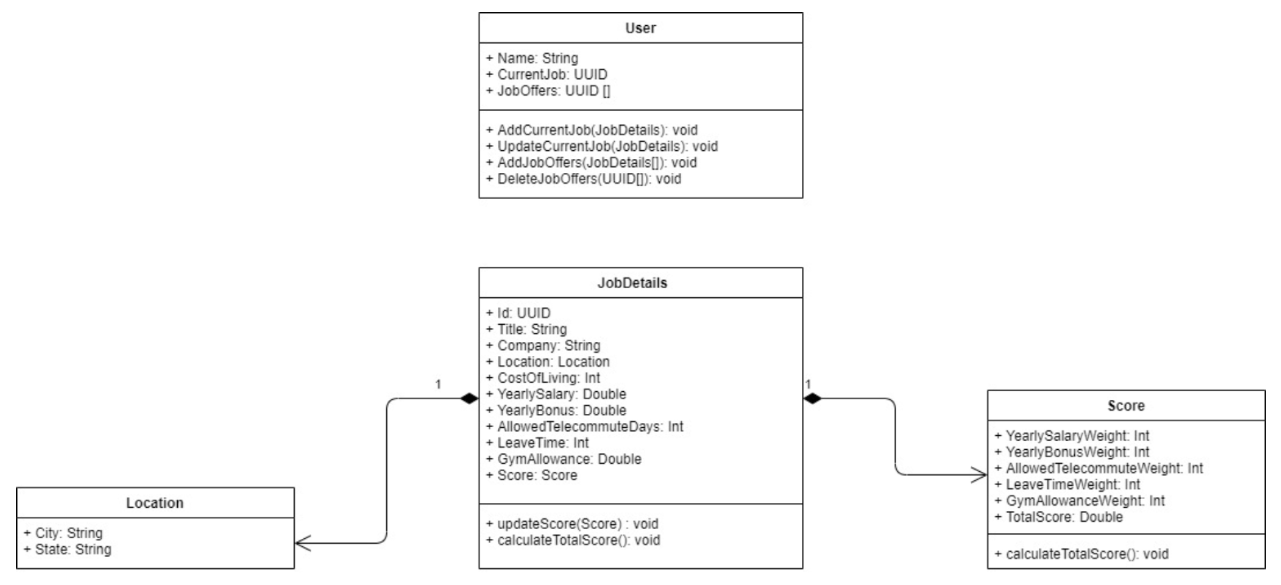 User
+ Name: String
+ CurrentJob: UUID
+ JobOffers: UUID []
+ AddCurrentJob(JobDetails): void
+ UpdateCurrentJob(JobDetails): void
+ AddJobOffers(JobDetails[]): void
+ DeleteJobOffers(UUID[]): void
JobDetails
+ Id: UUID
+ Title: String
+ Company: String
+ Location: Location
+ CostOfLiving: Int
+ YearlySalary: Double
+ YearlyBonus: Double
+ AllowedTelecommuteDays: Int
+ LeaveTime: Int
+ GymAllowance: Double
+ Score: Score
+ updateScore(Score) : void
+ calculateTotalScore(): void
1
1
Location
+ City: String
+ State: String
Score
+ YearlySalaryWeight: Int
+ YearlyBonusWeight: Int
+ AllowedTelecommuteWeight: Int
+ LeaveTimeWeight: Int
+ GymAllowanceWeight: Int
+ TotalScore: Double
+ calculateTotalScore(): void